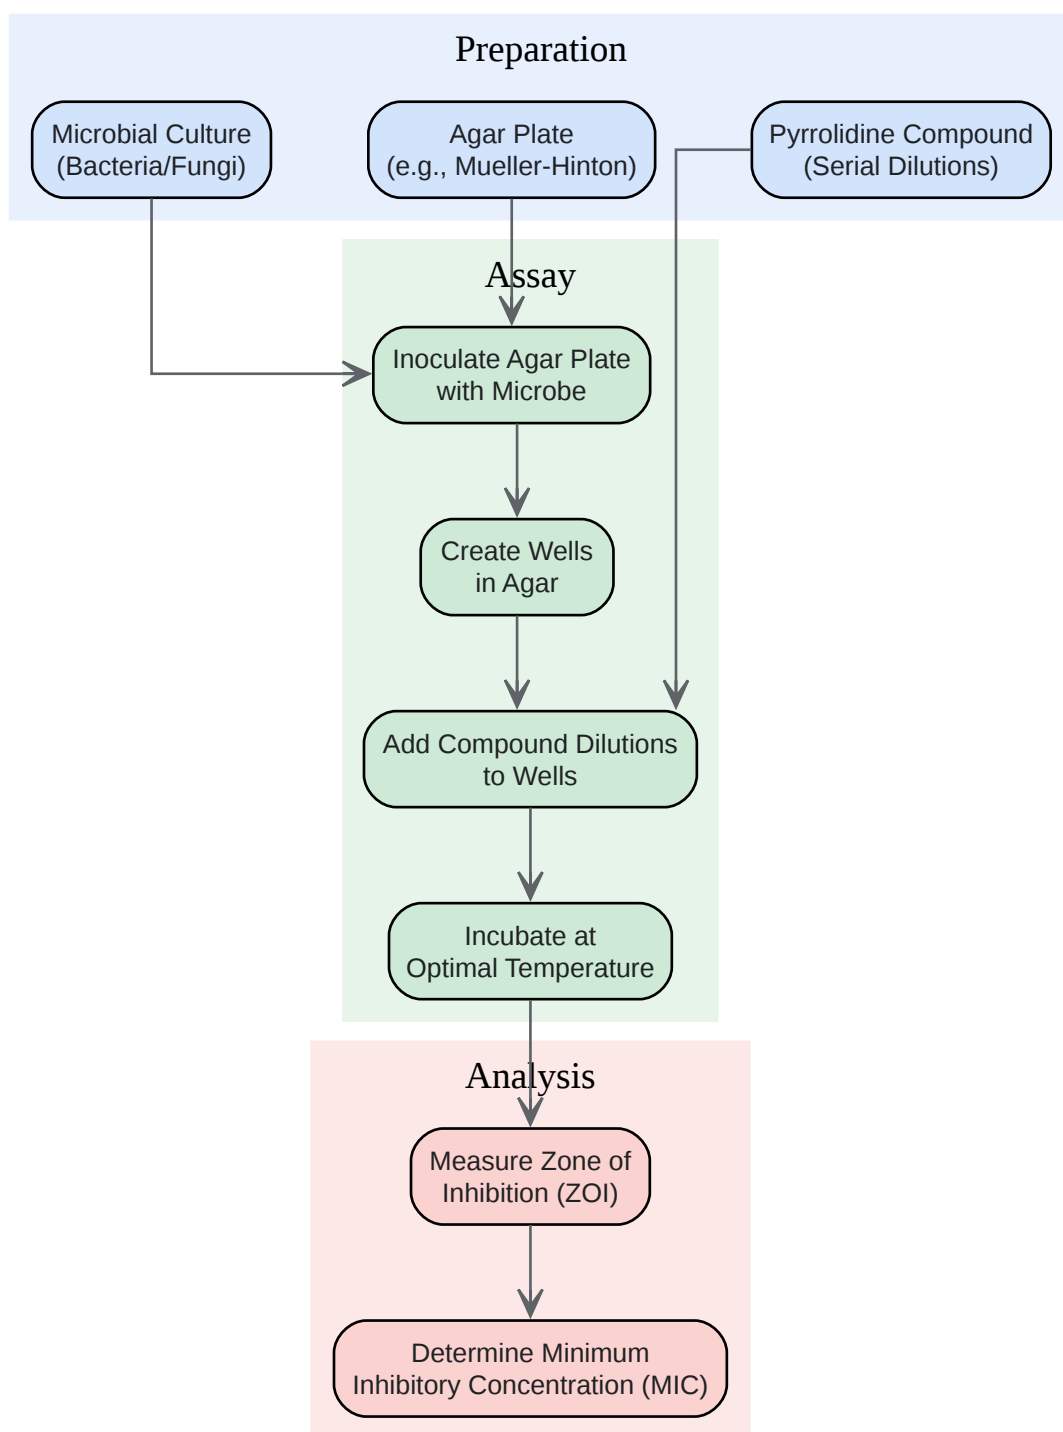 Preparation
Microbial Culture
(Bacteria/Fungi)
Agar Plate
(e.g., Mueller-Hinton)
Pyrrolidine Compound
(Serial Dilutions)
Assay
Inoculate Agar Plate
with Microbe
Create Wells
in Agar
Add Compound Dilutions
to Wells
Incubate at
Optimal Temperature
Analysis
Measure Zone of
Inhibition (ZOI)
Determine Minimum
Inhibitory Concentration (MIC)